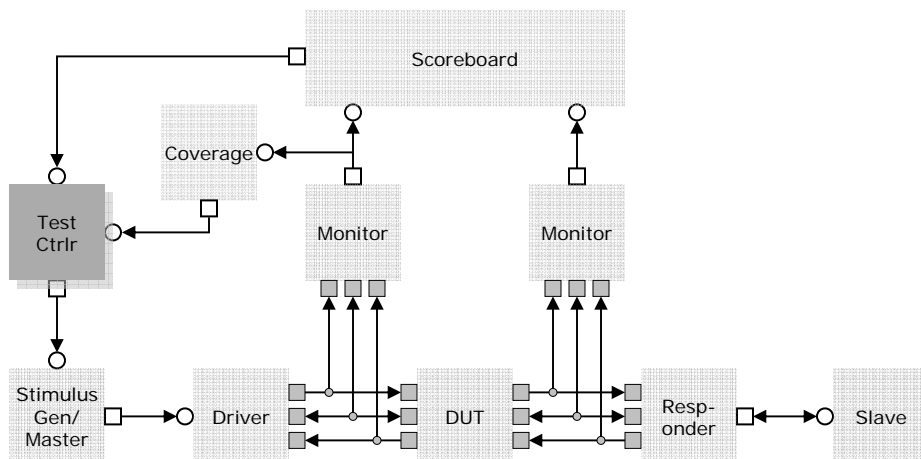 Scoreboard
Coverage
Test
Ctrlr
Monitor
Monitor
Stimulus
Gen/
Master
Driver
DUT
Resp-
onder
Slave